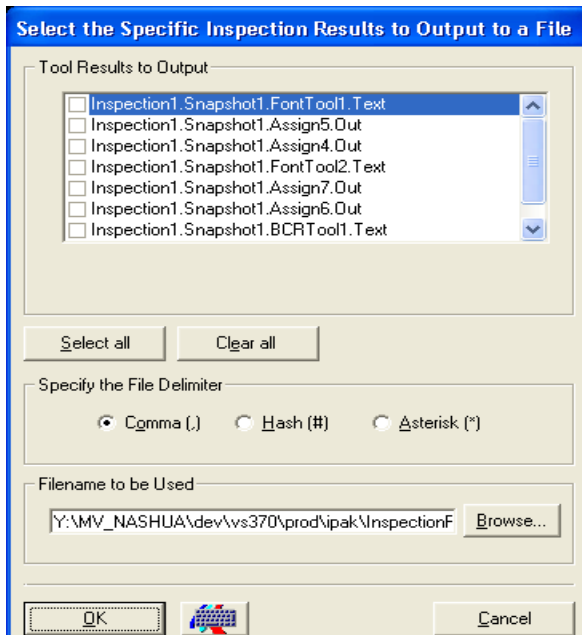 Select the Specific Inspection Results to Output to a File
Tool Results to Output
Inspection1.Snapshot1.FontTool1.Text
Inspection1.Snapshot1.Assign5.Out
Inspection1.Snapshot1.Assign4.Out
Inspection1.Snapshot1.FontTool2.Text
Inspection1.Snapshot1.Assign7.Out
Inspection1.Snapshot1.Assign6.Out
Inspection1.Snapshot1.BCRTool1.Text
Select all Clear all
Specify the File Delimiter
Comma (,) Hash (#) Asterisk (*)
Filename to be Used
Y:\MV_NASHUA\dev\vs370\prod\ipak\InspectionF Browse...
OK Cancel